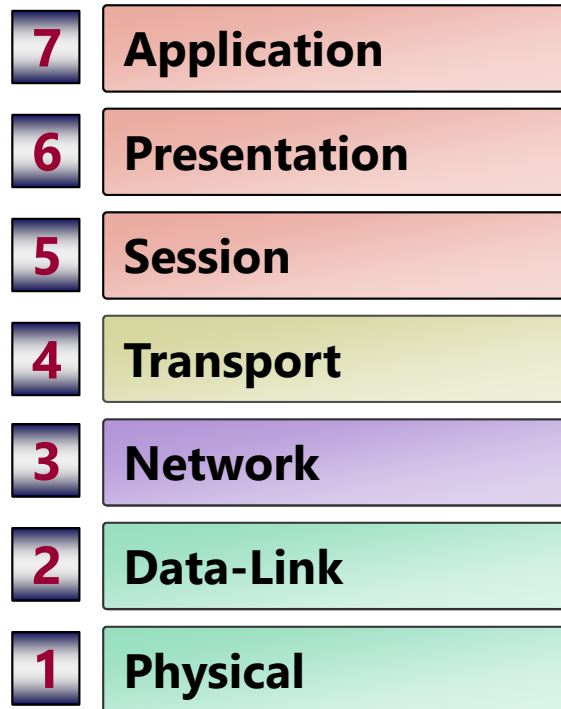 7 Application
6 Presentation
5 Session
4 Transport
3 Network
2 Data-Link
1 Physical